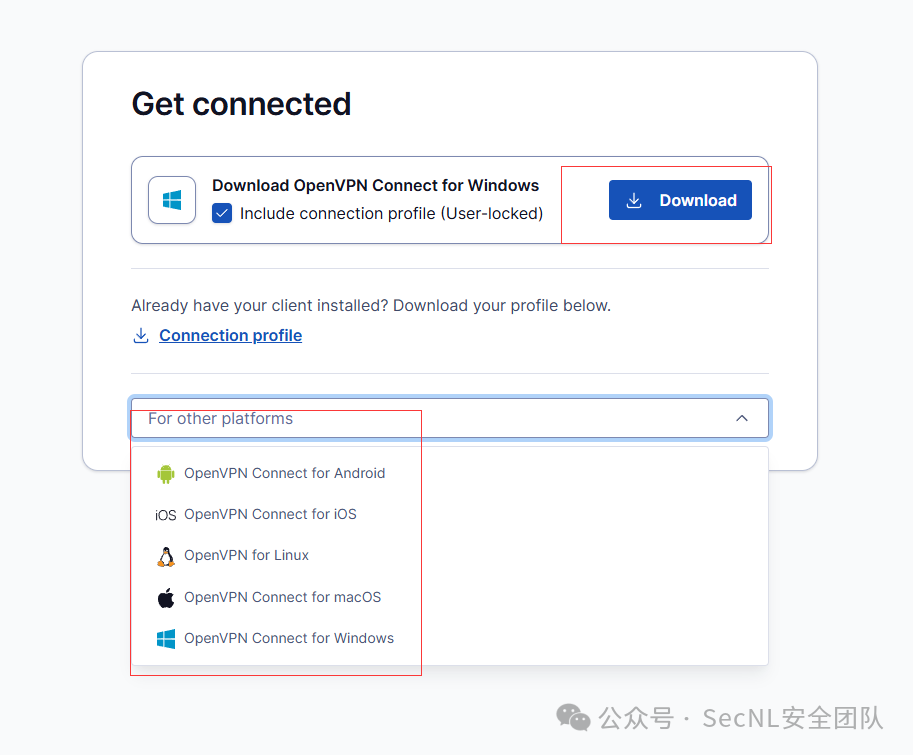 Get connected
Download OpenVPN Connect for Windows
Include connection profile (User-locked)
Download
Already have your client installed? Download your profile below.
Connection profile
For other platforms
OpenVPN Connect for Android
iOS OpenVPN Connect for iOS
OpenVPN for Linux
OpenVPN Connect for macOS
OpenVPN Connect for Windows
公众号 · SecNL安全团队